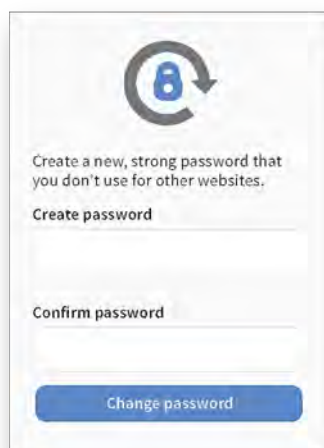 Create a new, strong password that
you don't use for other websites.
Create password
Confirm password
Change password